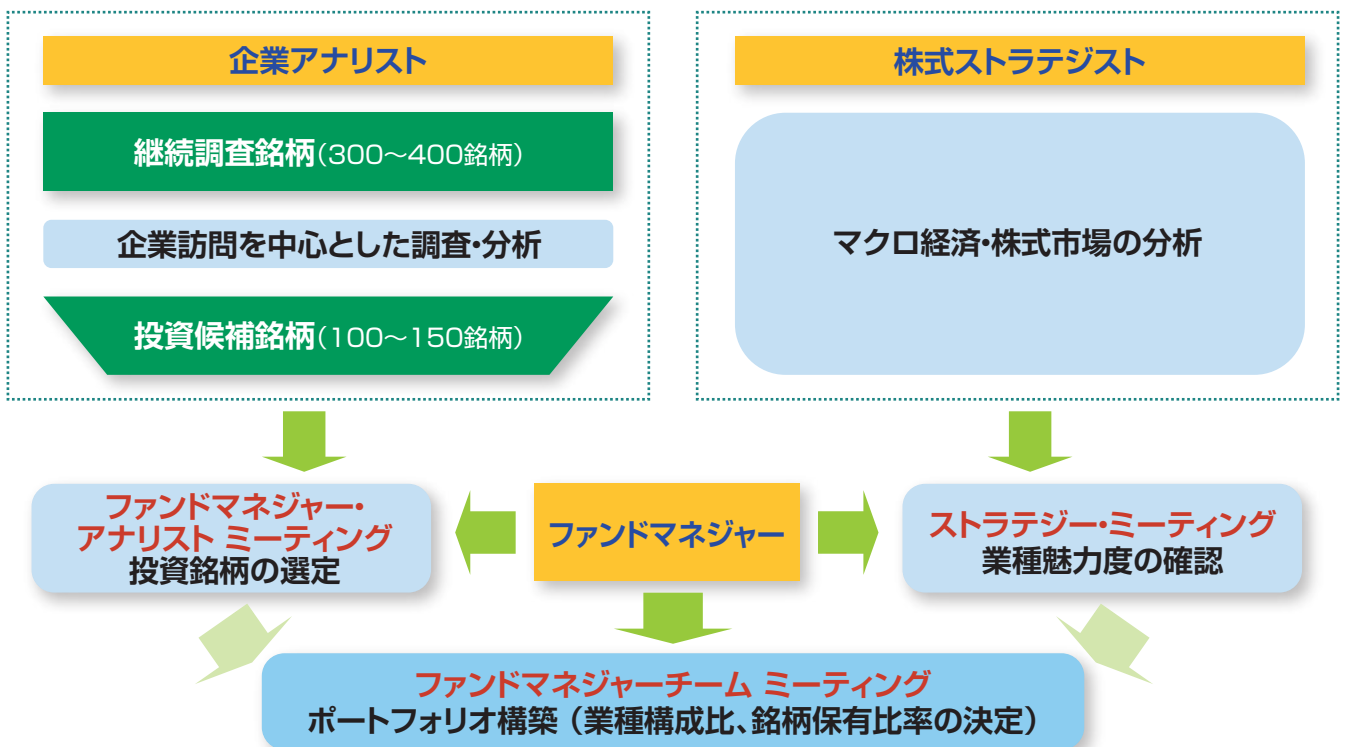 企業アナリスト
継続調査銘柄(300〜400銘柄)
企業訪問を中心とした調査・分析
投資候補銘柄(100〜150銘柄)
株式ストラテジスト
マクロ経済・株式市場の分析
ファンドマネジャー・
アナリスト ミーティング
投資銘柄の選定
ファンドマネジャー
ストラテジー・ミーティング
業種魅力度の確認
ファンドマネジャーチーム ミーティング
ポートフォリオ構築(業種構成比、銘柄保有比率の決定)